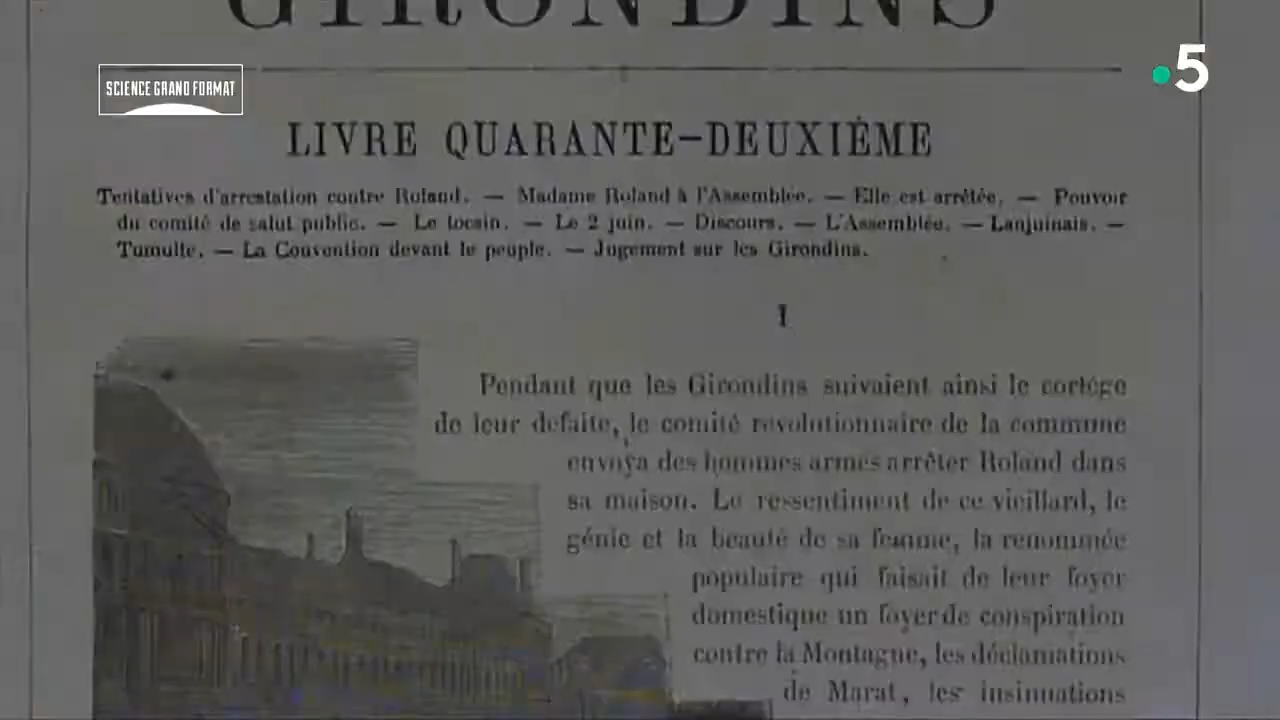 GIRONDINS
SCIENCE GRAND FORMAT
5
LIVRE QUARANTE-DEUXIÈME
Tentatives d'arrestation contre Roland. — Madame Roland à l'Assemblée. — Elle est arrêtée. — Pouvoir
du comité de salut public. — Le tocsin. — Le 2 juin. — Discours. — L'Assemblée. — Lanjuinais. —
Tumulte. — La Convention devant le peuple. — Jugement sur les Girondins.
I
Pendant que les Girondins suivaient ainsi le cortége
de leur défaite, le comité révolutionnaire de la commune
envoya des hommes armés arrêter Roland dans
sa maison. Le ressentiment de ce vieillard, le
génie et la beauté de sa femme, la renommée
populaire qui faisait de leur foyer
domestique un foyer de conspiration
contre la Montagne, les déclamations
de Marat, les insinuations